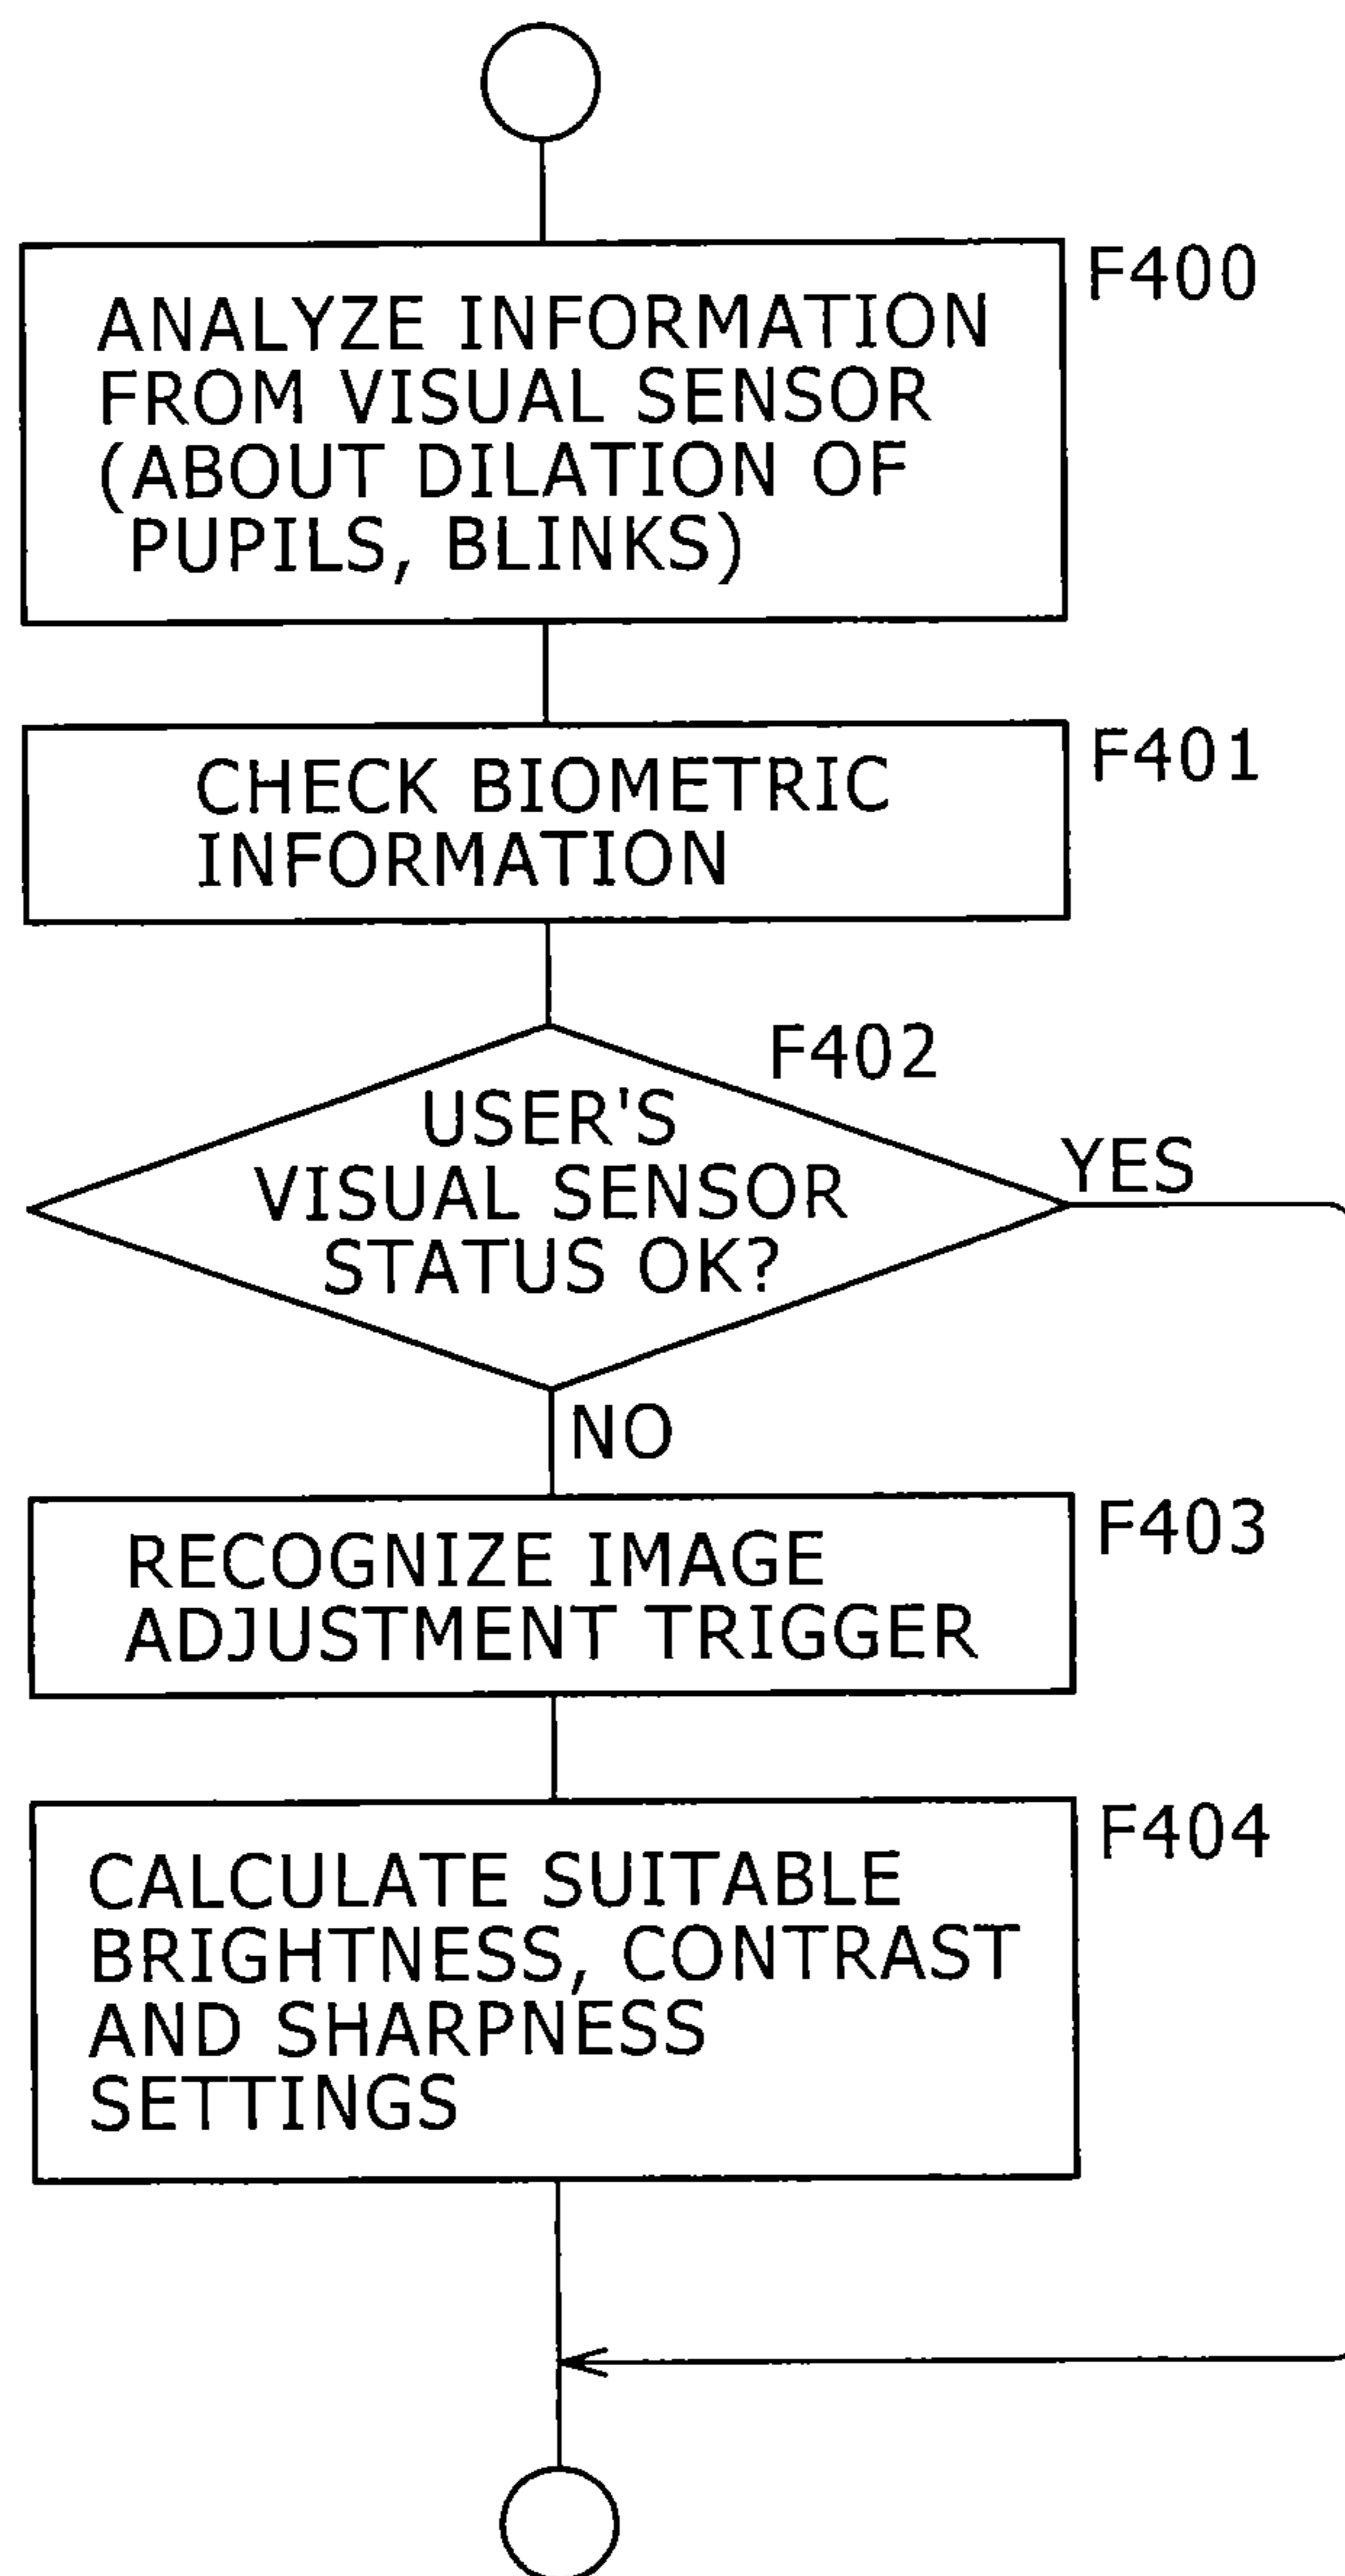 F400
ANALYZE INFORMATION
FROM VISUAL SENSOR
(ABOUT DILATION OF
PUPILS, BLINKS)
F401
CHECK BIOMETRIC
INFORMATION
F402
USER'S
VISUAL SENSOR
STATUS OK?
YES
NO
F403
RECOGNIZE IMAGE
ADJUSTMENT TRIGGER
F404
CALCULATE SUITABLE
BRIGHTNESS, CONTRAST
AND SHARPNESS
SETTINGS